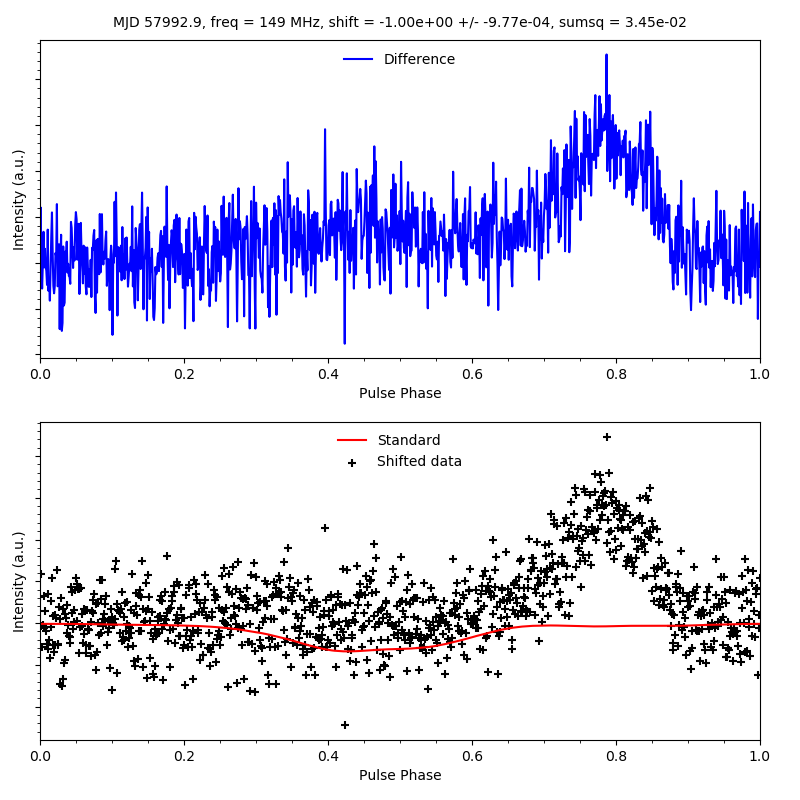 MJD 57992.9, freq = 149 MHz, shift = -1.00e+00 +/- -9.77e-04, sumsq = 3.45e-02
Difference
Intensity (a.u.)
0.0 0.2 0.4 0.6 0.8 1.0
Pulse Phase
Standard
Shifted data
Intensity (a.u.)
0.0 0.2 0.4 0.6 0.8 1.0
Pulse Phase